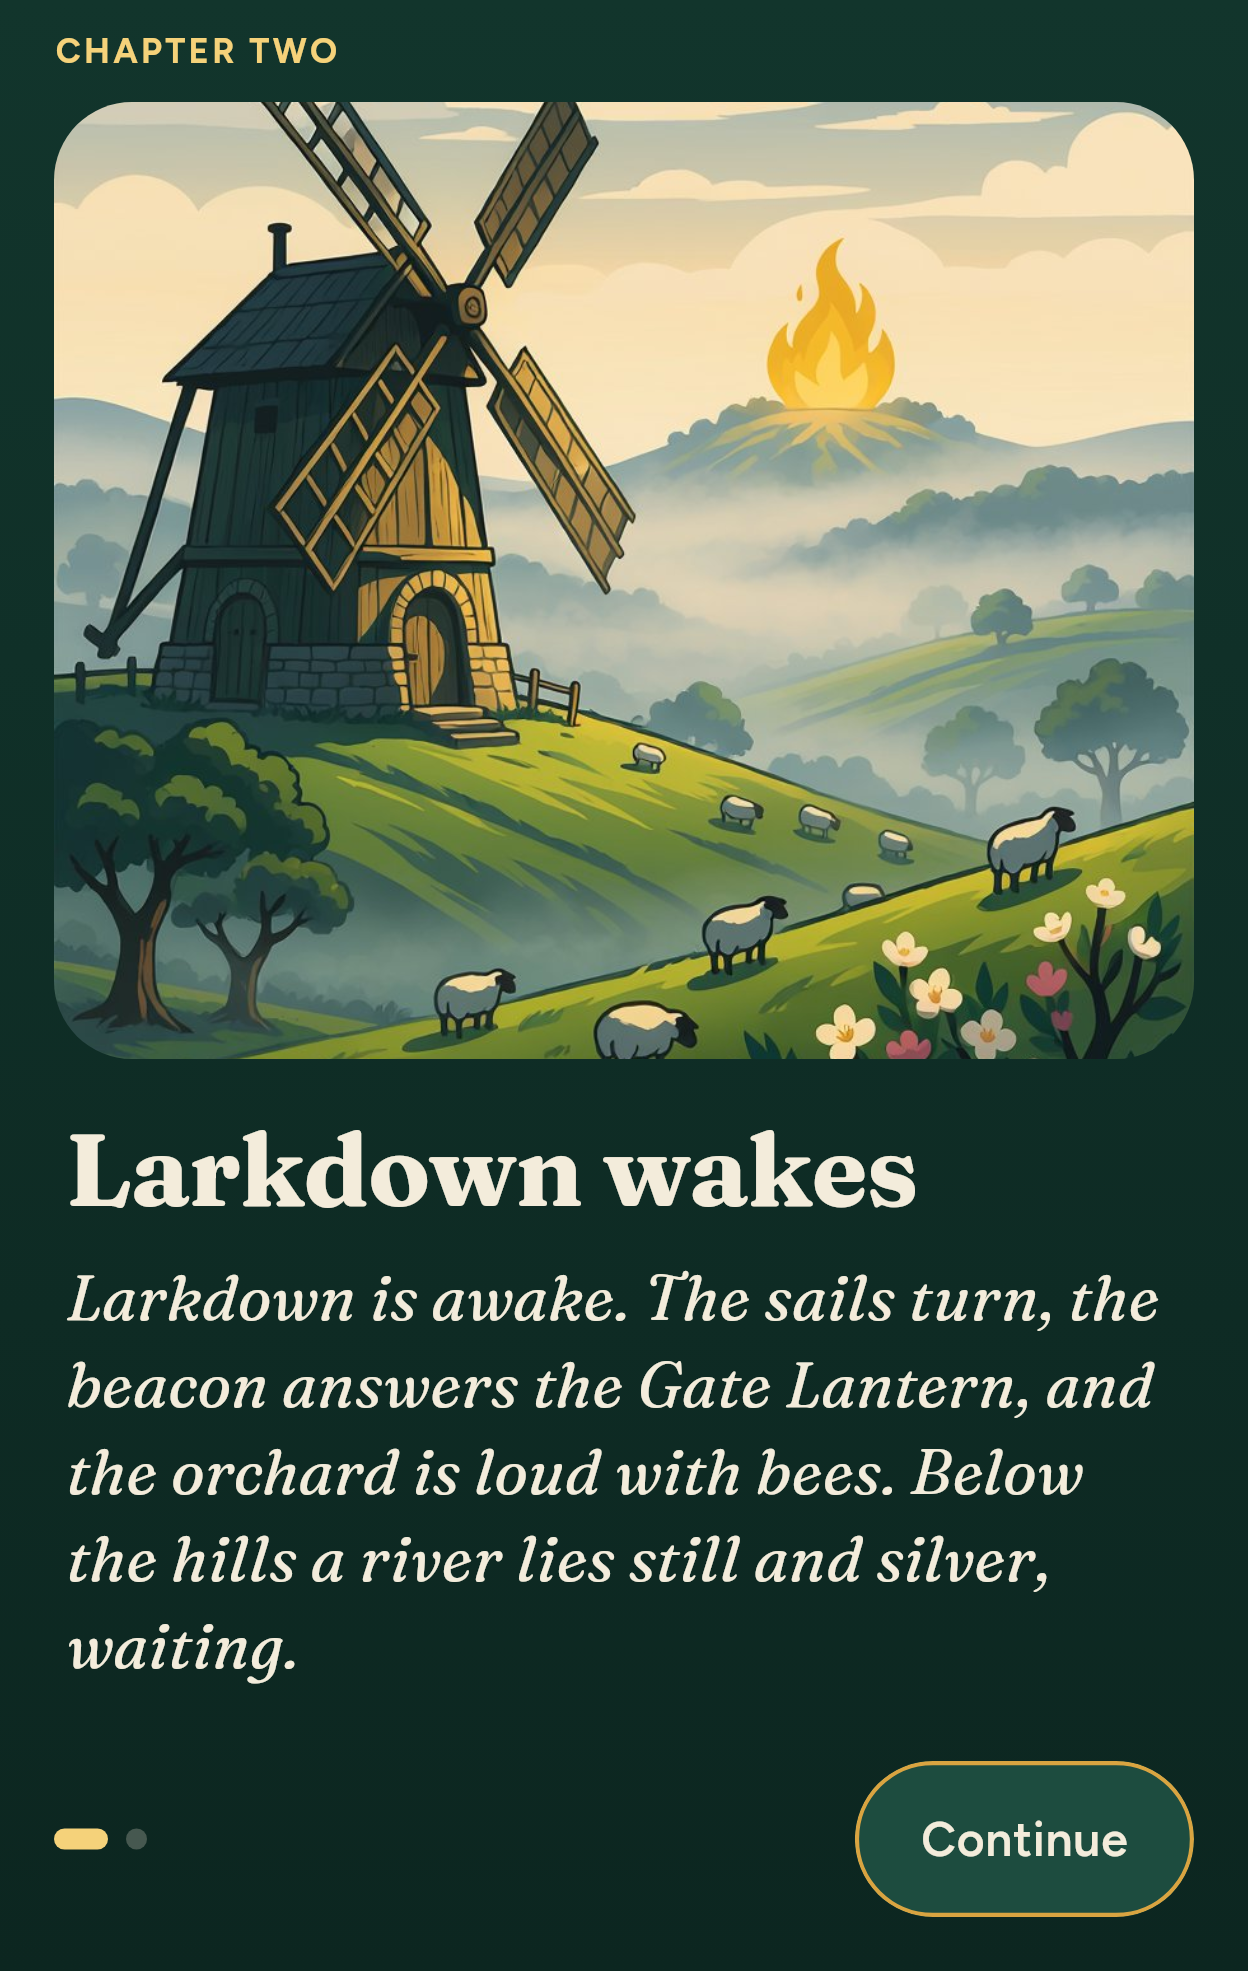 CHAPTER TWO
Larkdown wakes
Larkdown is awake. The sails turn, the
beacon answers the Gate Lantern, and
the orchard is loud with bees. Below
the hills a river lies still and silver,
waiting.
Continue